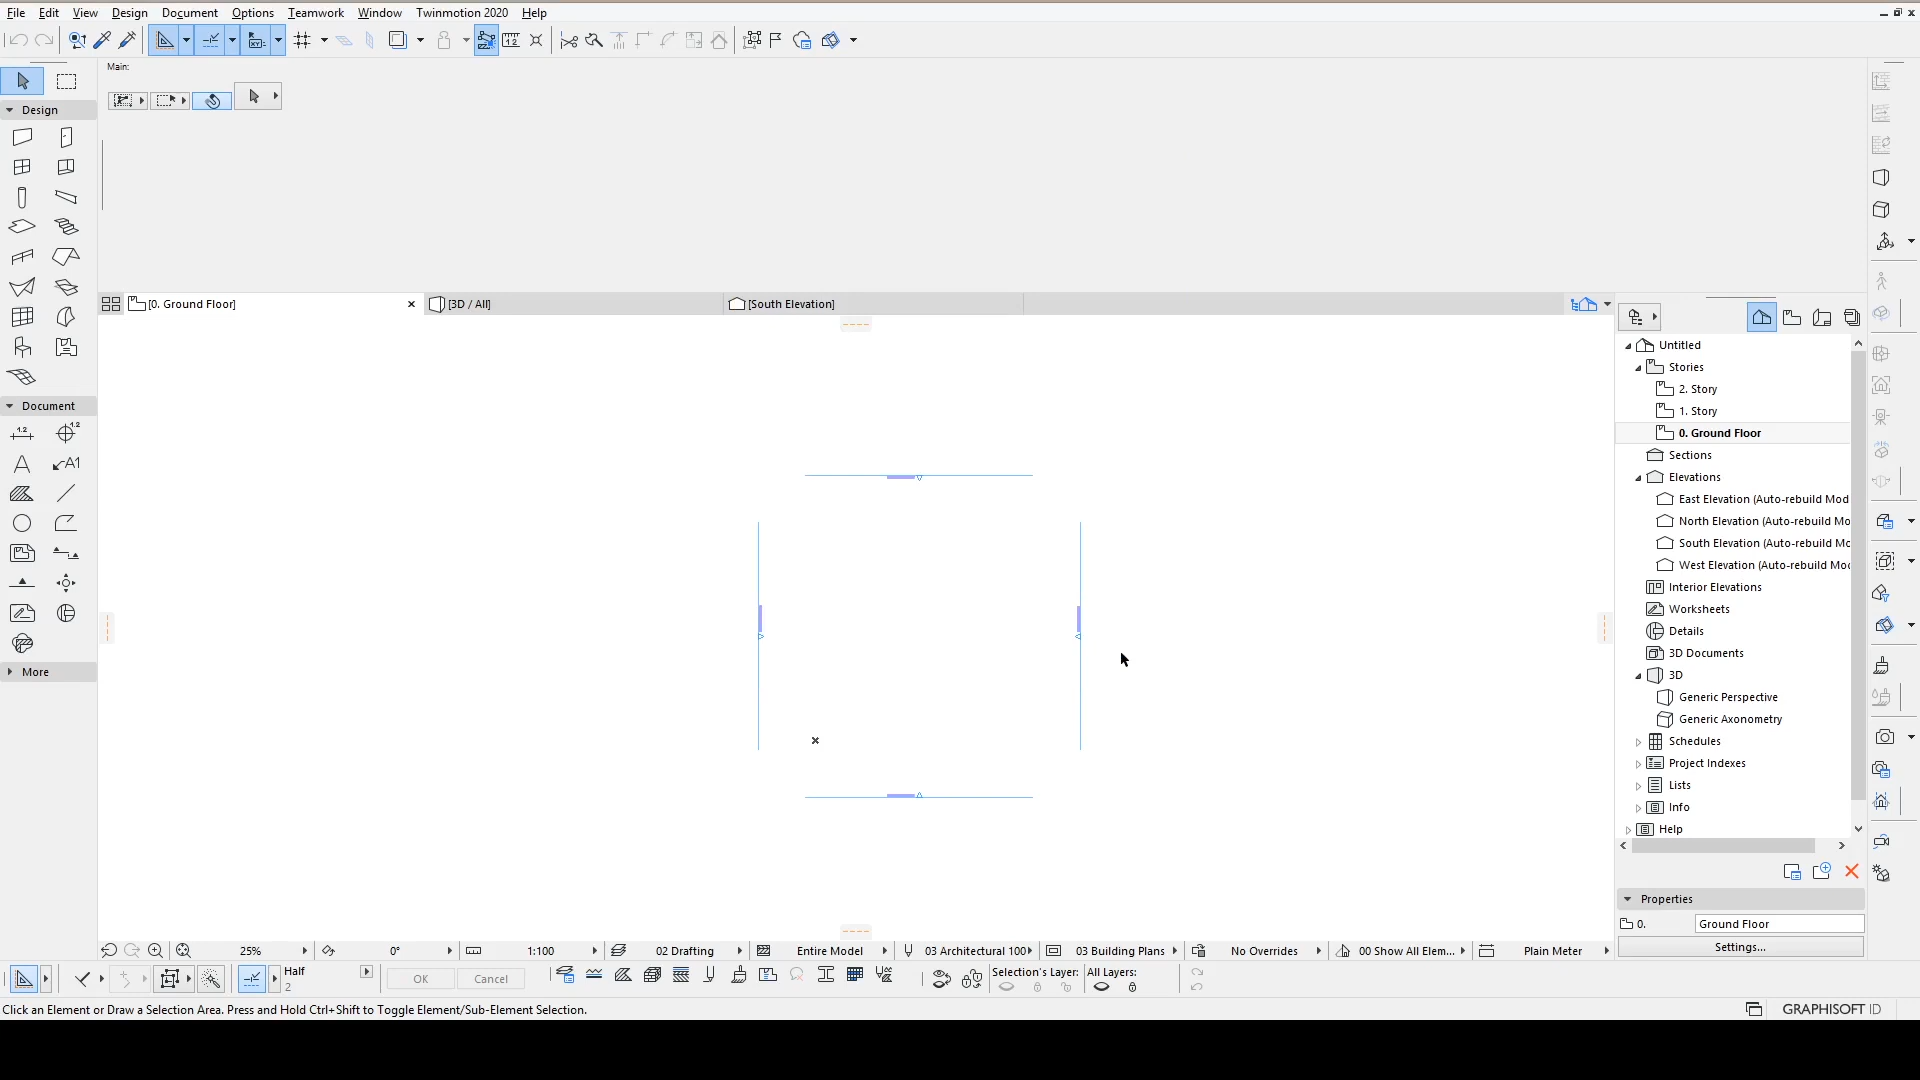 File Edit View Design Document Options Teamwork Window Twinmotion 2020 Help
Main:
Design
[0. Ground Floor] [3D / All] [South Elevation]
Untitled
Stories
2. Story
1. Story
0. Ground Floor
Sections
Elevations
East Elevation (Auto-rebuild Mod
North Elevation (Auto-rebuild Mo
South Elevation (Auto-rebuild Mo
West Elevation (Auto-rebuild Mod
Interior Elevations
Worksheets
Details
3D Documents
3D
Generic Perspective
Generic Axonometry
Schedules
Project Indexes
Lists
Info
Help
Document
1.2
1.2
A
A1
More
Properties
0. Ground Floor
Settings...
25% 0° 1:100 02 Drafting Entire Model 03 Architectural 100 03 Building Plans No Overrides 00 Show All Elem... Plain Meter
Half
2
OK Cancel
Selection's Layer: All Layers:
Click an Element or Draw a Selection Area. Press and Hold Ctrl+Shift to Toggle Element/Sub-Element Selection.
GRAPHISOFT ID